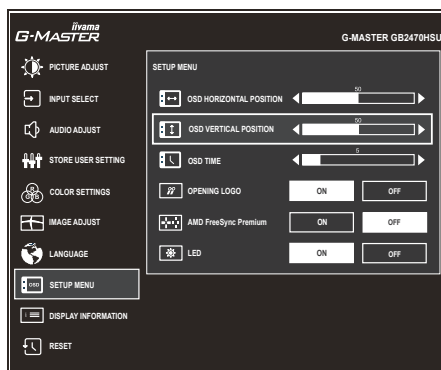 iiyama
G-MASTER
G-MASTER GB2470HSU
PICTURE ADJUST
INPUT SELECT
AUDIO ADJUST
STORE USER SETTING
R
G B
COLOR SETTINGS
IMAGE ADJUST
LANGUAGE
OSD
SETUP MENU
i
DISPLAY INFORMATION
RESET
SETUP MENU
50
OSD HORIZONTAL POSITION
50
OSD VERTICAL POSITION
5
OSD TIME
OPENING LOGO ON OFF
AMD FreeSync Premium ON OFF
LED ON OFF